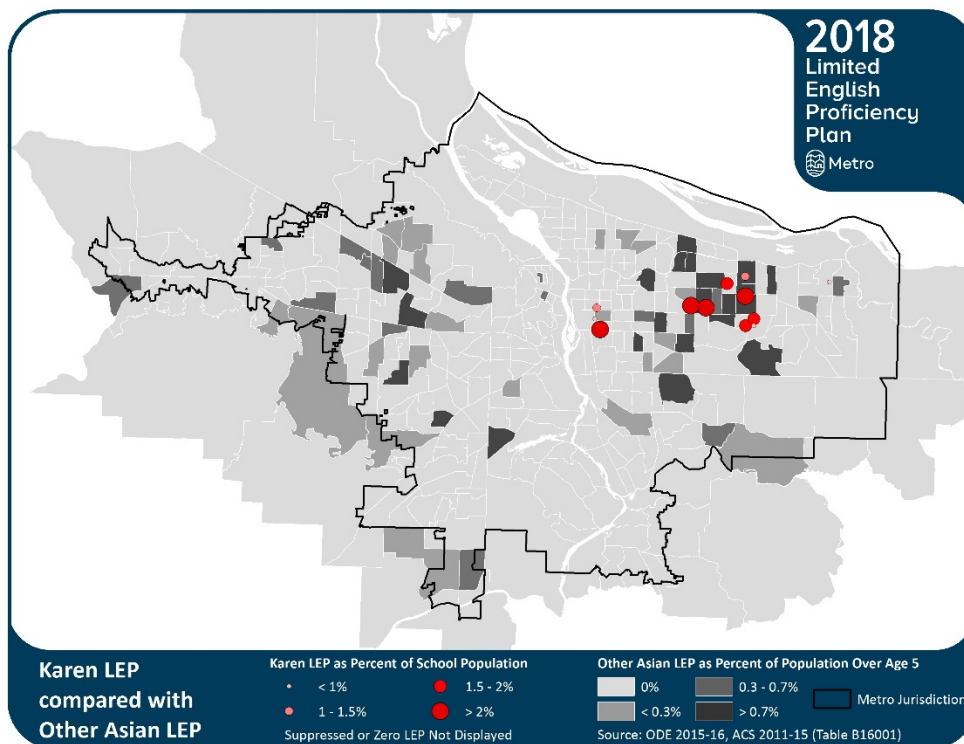 2018
Limited
English
Proficiency
Plan
Metro
Karen LEP
compared with
Other Asian LEP
Karen LEP as Percent of School Population
< 1%
1.5 - 2%
1 - 1.5%
> 2%
Suppressed or Zero LEP Not Displayed
Other Asian LEP as Percent of Population Over Age 5
0%
0.3 - 0.7%
< 0.3%
> 0.7%
Metro Jurisdiction
Source: ODE 2015-16, ACS 2011-15 (Table B16001)